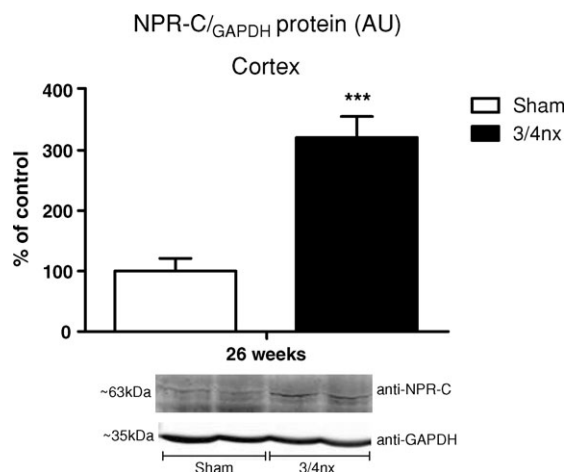 NPR-C/GAPDH protein (AU)
Cortex
% of control
400
300
200
100
0
***
Sham
3/4nx
26 weeks
~63kDa
anti-NPR-C
~35kDa
anti-GAPDH
Sham
3/4nx